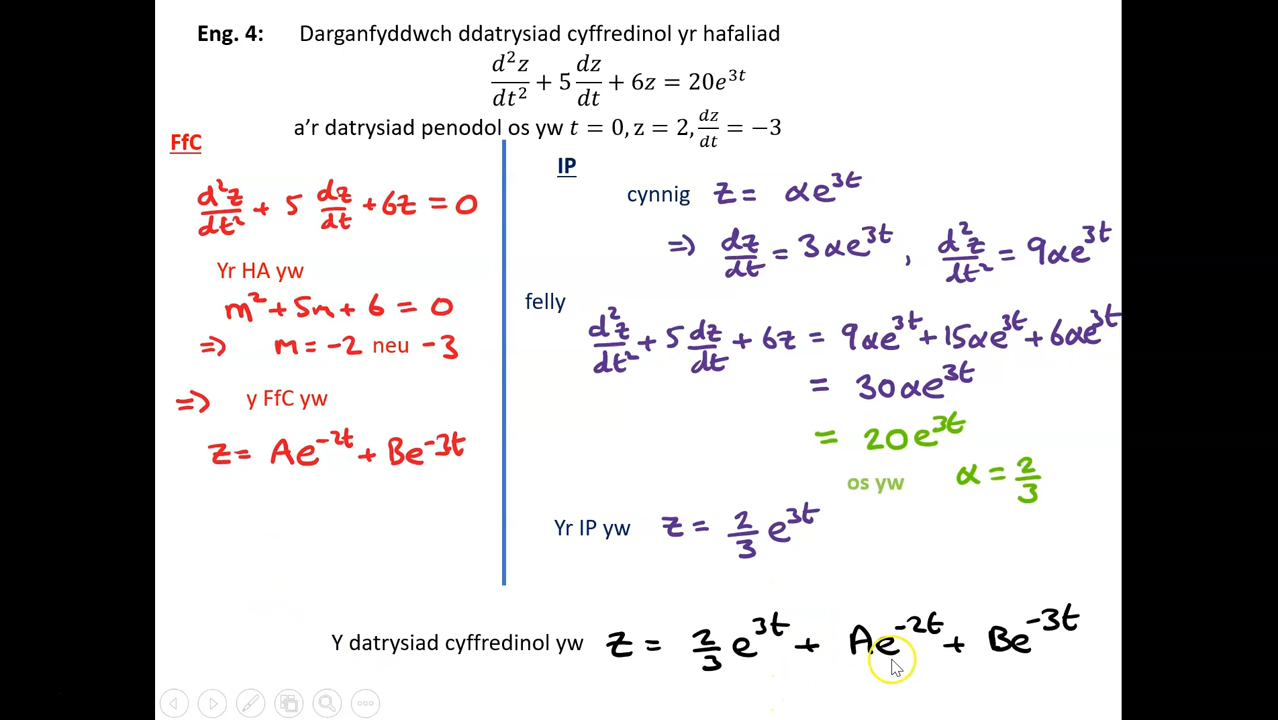 Eng. 4: Darganfyddwch ddatrysiad cyffredinol yr hafaliad
d²z/dt² + 5 dz/dt + 6z = 20e^{3t}
a'r datrysiad penodol os yw t = 0, z = 2, dz/dt = −3
FfC
d²z/dt² + 5 dz/dt + 6z = 0
Yr HA yw
m² + 5m + 6 = 0
=> m = -2 neu -3
=> y FfC yw
z = Ae^{-2t} + Be^{-3t}
IP
cynnig z = αe^{3t}
=> dz/dt = 3αe^{3t}, d²z/dt² = 9αe^{3t}
felly
d²z/dt² + 5 dz/dt + 6z = 9αe^{3t} + 15αe^{3t} + 6αe^{3t}
= 30αe^{3t}
= 20e^{3t}
os yw α = 2/3
Yr IP yw z = 2/3 e^{3t}
Y datrysiad cyffredinol yw z = 2/3 e^{3t} + Ae^{-2t} + Be^{-3t}